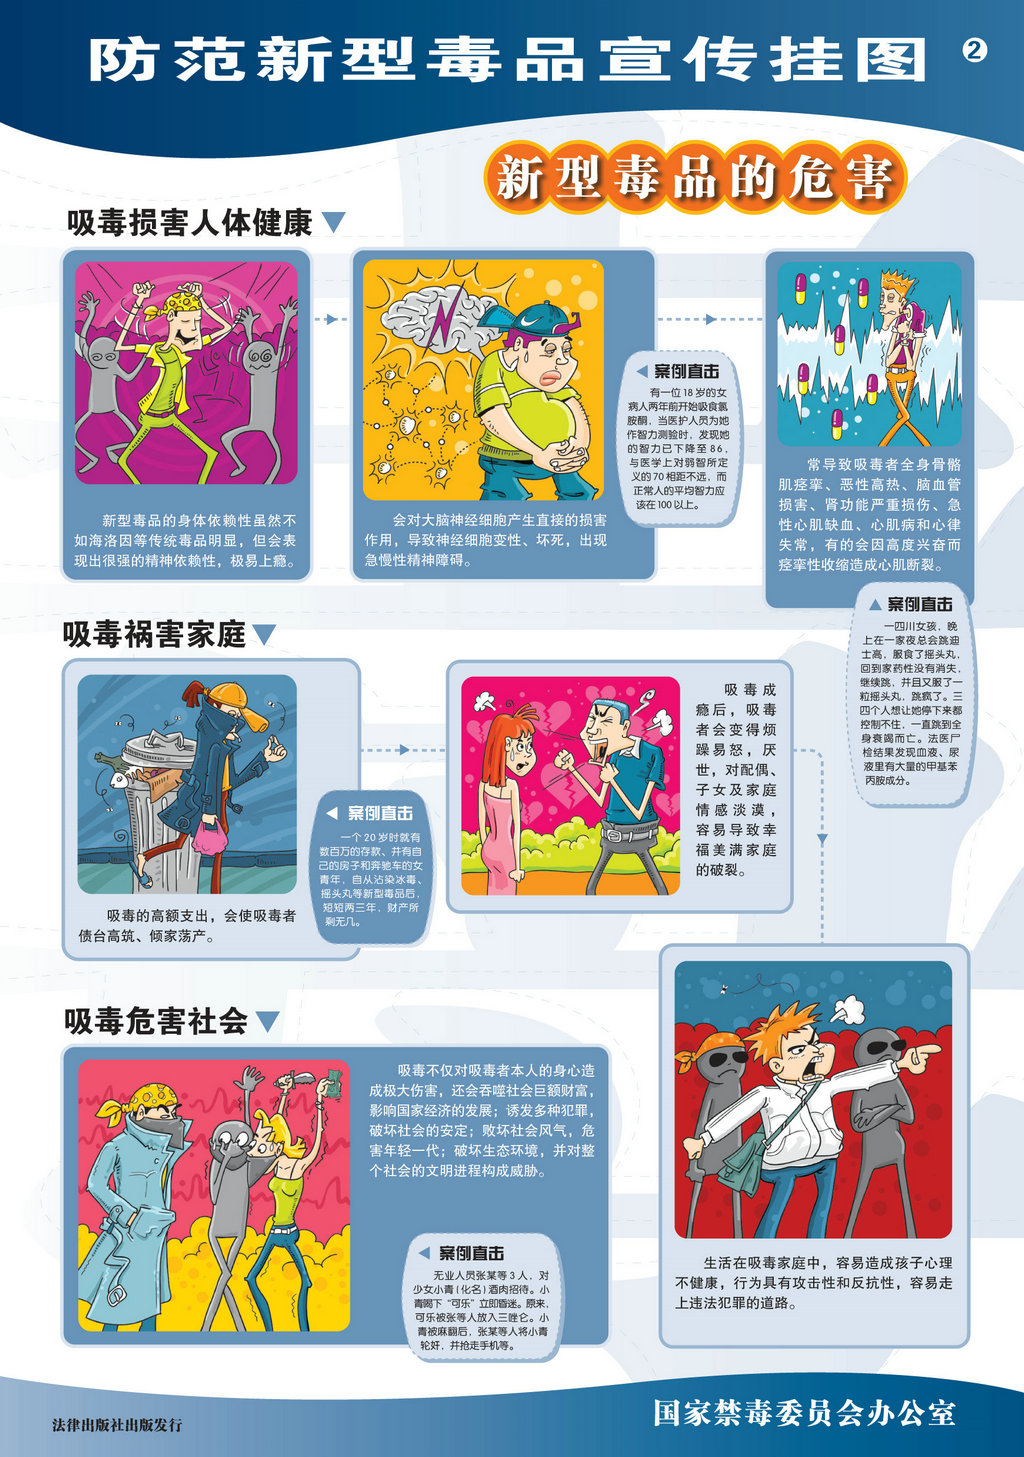 防范新型毒品宣传挂图 2
新型毒品的危害
吸毒损害人体健康
新型毒品的身体依赖性虽然不
如海洛因等传统毒品明显，但会表
现出很强的精神依赖性，极易上瘾。
会对大脑神经细胞产生直接的损害
作用，导致神经细胞变性、坏死，出现
急慢性精神障碍。
案例直击
有一位18岁的女
病人两年前开始吸食氯
胺酮，当医护人员为她
作智力测验时，发现她
的智力已下降至86，
与医学上对弱智所定
义的70相距不远，而
正常人的平均智力应
该在100以上。
常导致吸毒者全身骨骼
肌痉挛、恶性高热、脑血管
损害、肾功能严重损伤、急
性心肌缺血、心肌病和心律
失常，有的会因高度兴奋而
痉挛性收缩造成心肌断裂。
案例直击
一四川女孩，晚
上在一家夜总会跳迪
士高，服食了摇头丸，
回到家药性没有消失，
继续跳，并且又服了一
粒摇头丸，跳疯了。三
四个人想让她停下来都
控制不住，一直跳到全
身衰竭而亡。法医尸
检结果发现血液、尿
液里有大量的甲基苯
丙胺成分。
吸毒祸害家庭
吸毒的高额支出，会使吸毒者
债台高筑、倾家荡产。
案例直击
一个20岁时就有
数百万的存款、并有自
己的房子和奔驰车的女
青年，自从沾染冰毒、
摇头丸等新型毒品后，
短短两三年，财产所
剩无几。
吸毒成
瘾后，吸毒
者会变得烦
躁易怒，厌
世，对配偶、
子女及家庭
情感淡漠，
容易导致幸
福美满家庭
的破裂。
生活在吸毒家庭中，容易造成孩子心理
不健康，行为具有攻击性和反抗性，容易走
上违法犯罪的道路。
吸毒危害社会
吸毒不仅对吸毒者本人的身心造
成极大伤害，还会吞噬社会巨额财富，
影响国家经济的发展；诱发多种犯罪，
破坏社会的安定；败坏社会风气，危
害年轻一代；破坏生态环境，并对整
个社会的文明进程构成威胁。
案例直击
无业人员张某等3人，对
少女小青(化名)酒肉招待。小
青喝下“可乐”立即昏迷。原来，
可乐被张等人放入三唑仑。小
青被麻翻后，张某等人将小青
轮奸，并抢走手机等。
法律出版社出版发行
国家禁毒委员会办公室